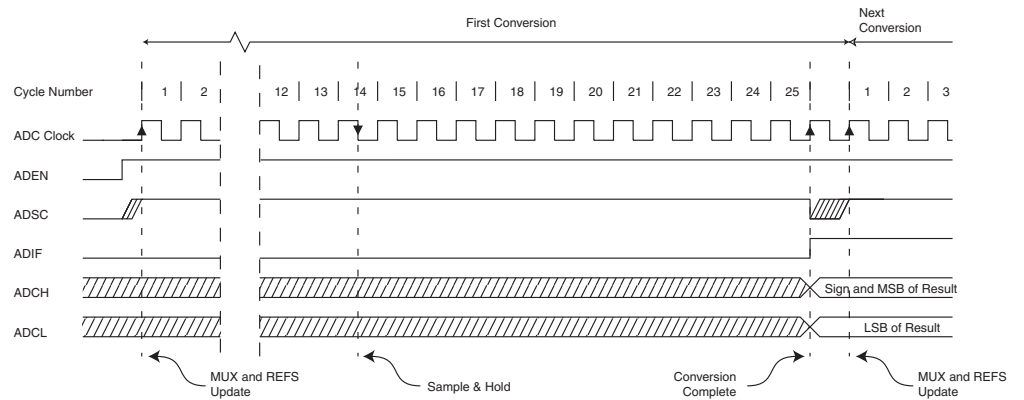 First Conversion
Next
Conversion
Cycle Number 1 2 12 13 14 15 16 17 18 19 20 21 22 23 24 25 1 2 3
ADC Clock
ADEN
ADSC
ADIF
ADCH Sign and MSB of Result
ADCL LSB of Result
MUX and REFS
Update
Sample & Hold
Conversion
Complete
MUX and REFS
Update